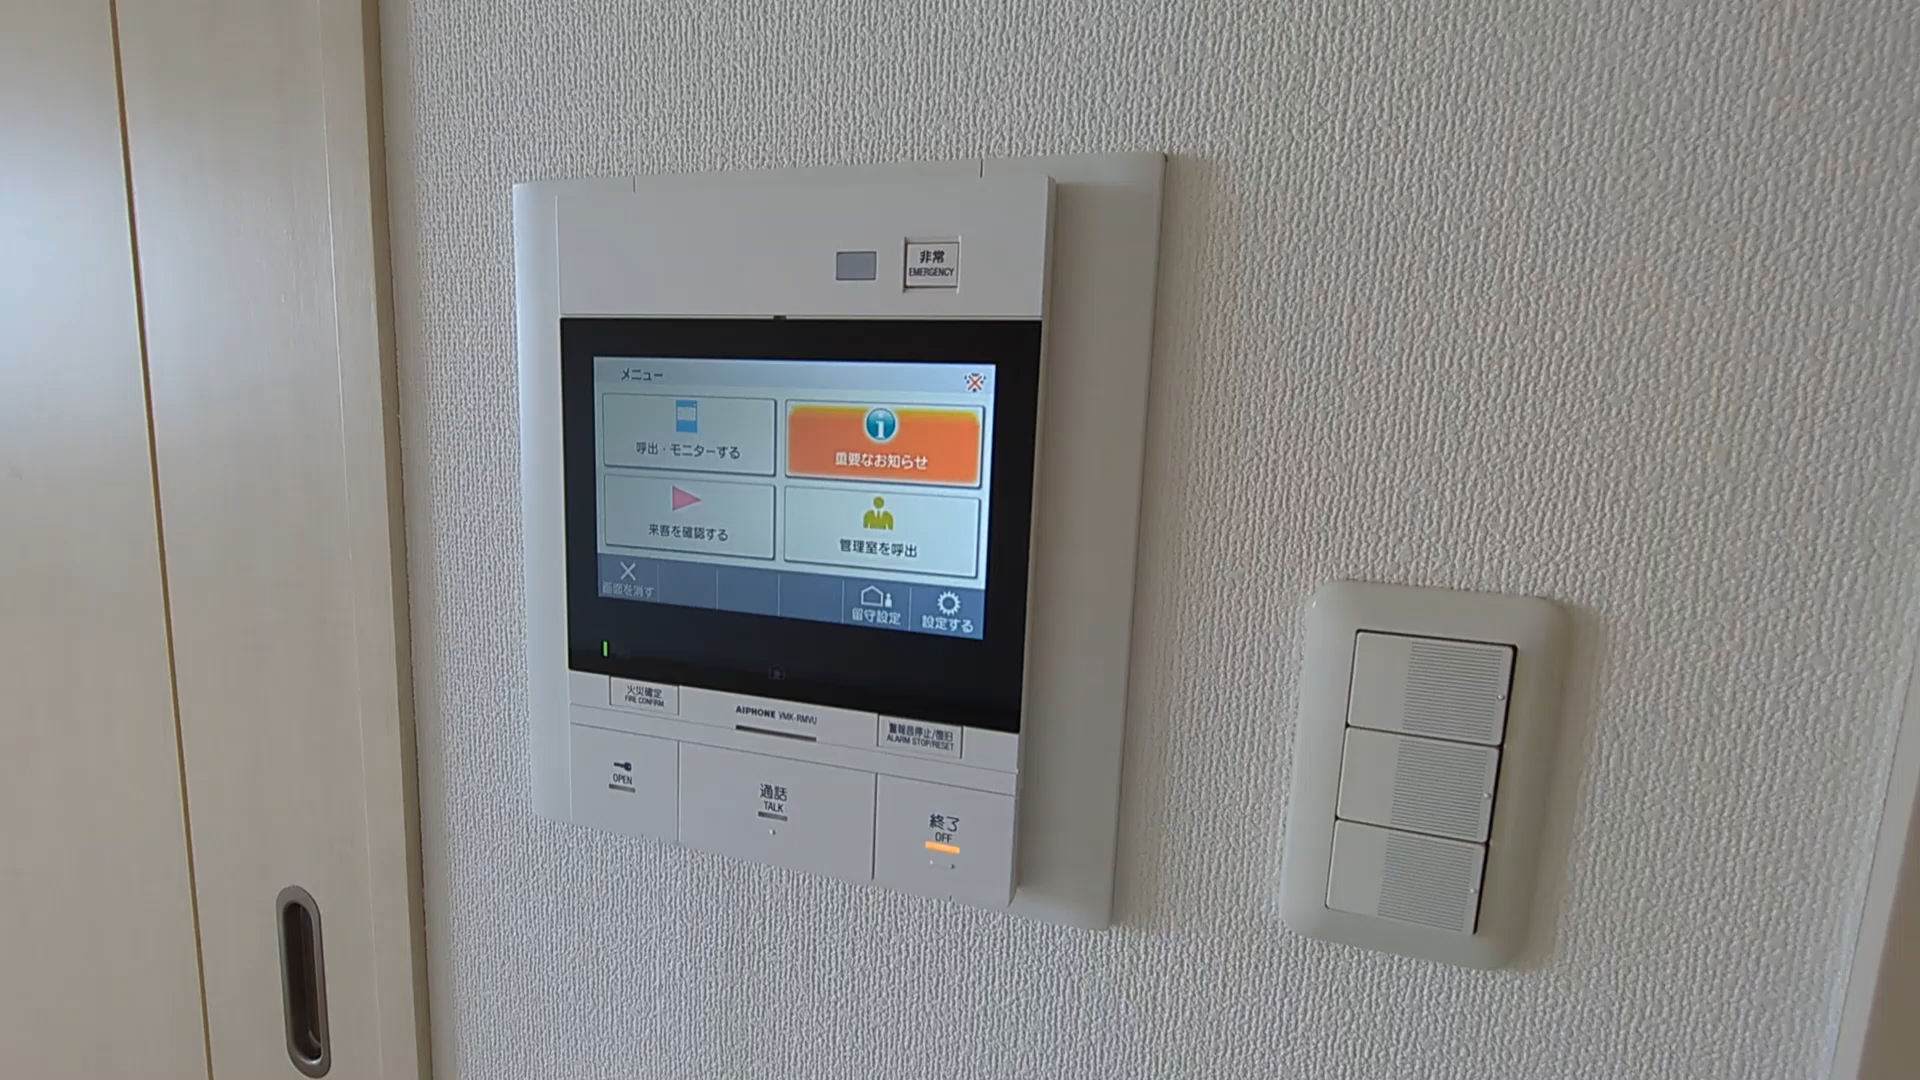 非常
EMERGENCY
メニュー
呼出・モニターする
重要なお知らせ
来客を確認する
管理室を呼出
画面を消す
留守設定
設定する
火災確定
FIRE CONFIRM
AIPHONE VMX-RMVU
警報音停止/復旧
ALARM STOP/RESET
OPEN
通話
TALK
終了
OFF